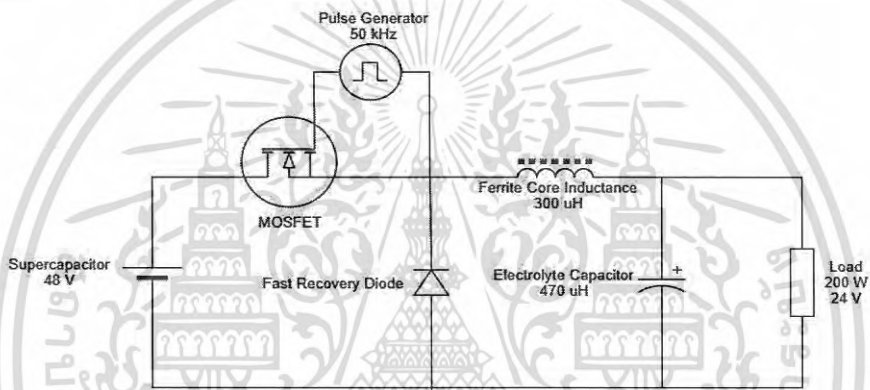 Pulse Generator
50 kHz
MOSFET
Ferrite Core Inductance
300 uH
Supercapacitor
48 V
Fast Recovery Diode
Electrolyte Capacitor
470 uH
+
Load
200 W
24 V